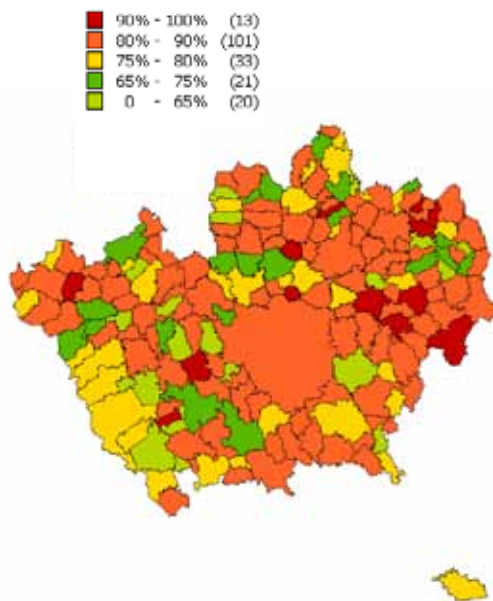 90% - 100% (13)
80% - 90% (101)
75% - 80% (33)
65% - 75% (21)
0 - 65% (20)